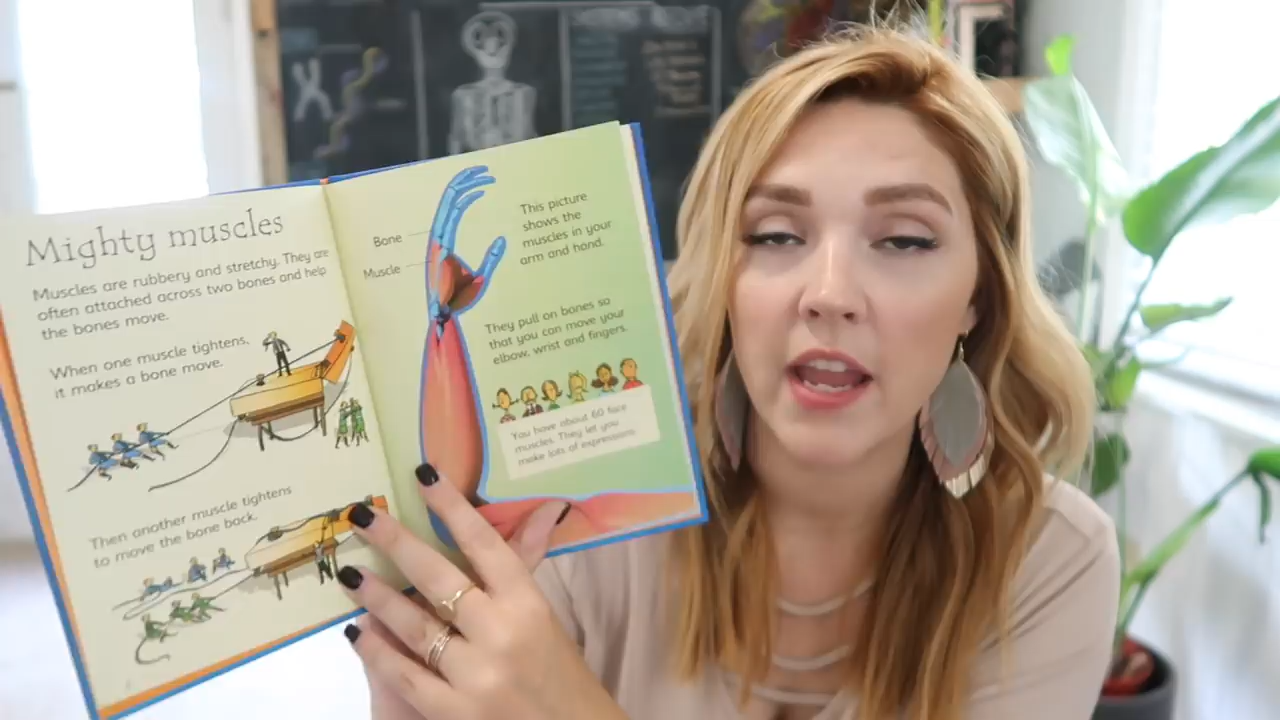 Mighty muscles
Muscles are rubbery and stretchy. They are
often attached across two bones and help
the bones move.
When one muscle tightens,
it makes a bone move.
Then another muscle tightens
to move the bone back.
Bone
Muscle
This picture
shows the
muscles in your
arm and hand.
They pull on bones so
that you can move your
elbow, wrist and fingers.
You have about 60 face
muscles. They let you
make lots of expressions.